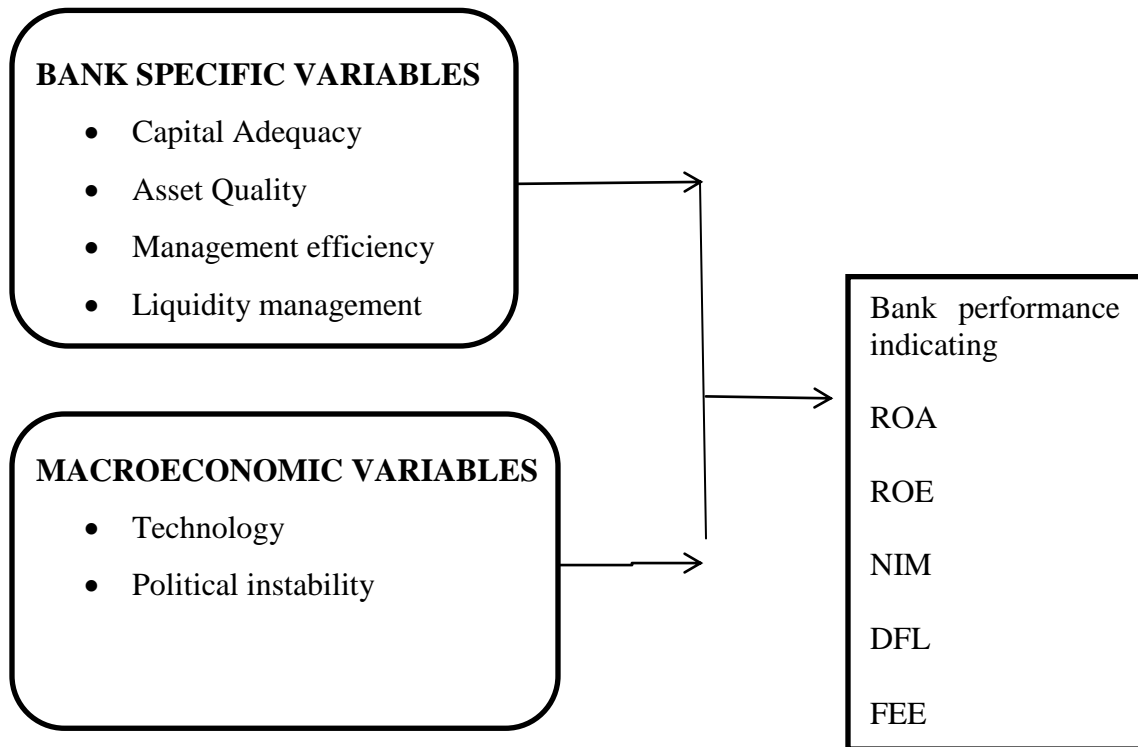 BANK SPECIFIC VARIABLES
• Capital Adequacy
• Asset Quality
• Management efficiency
• Liquidity management
MACROECONOMIC VARIABLES
• Technology
• Political instability
Bank performance
indicating
ROA
ROE
NIM
DFL
FEE